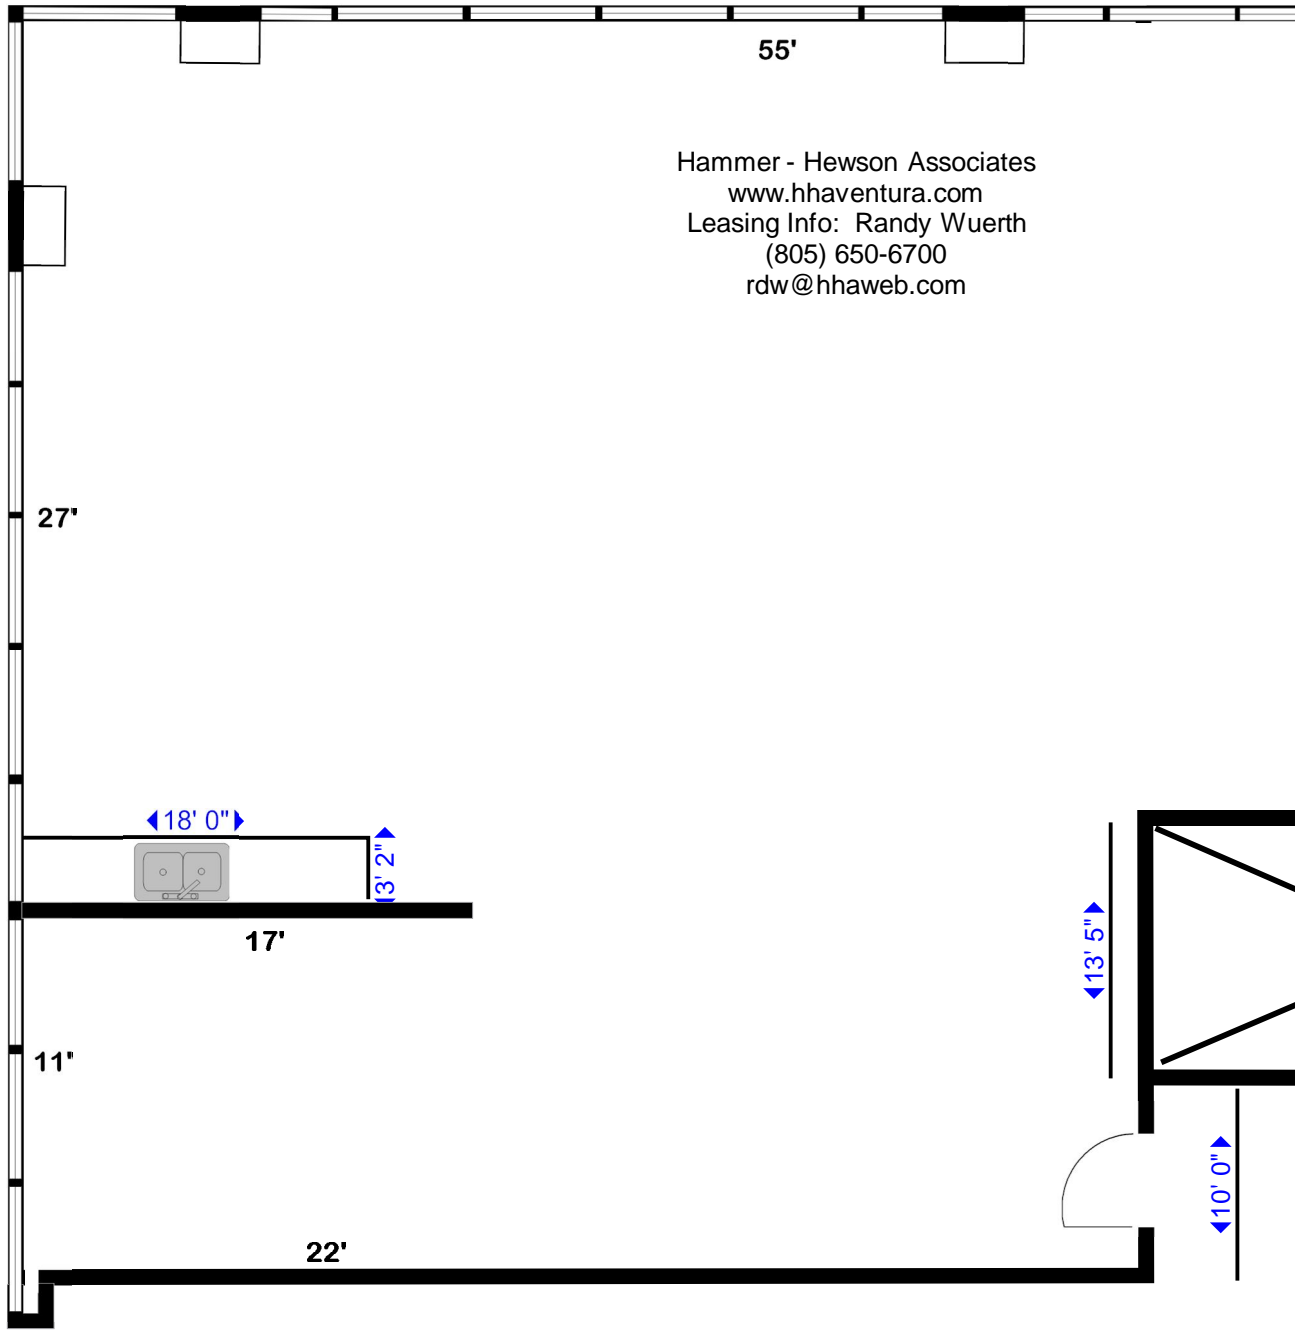 55'
Hammer - Hewson Associates
www.hhaventura.com
Leasing Info: Randy Wuerth
(805) 650-6700
rdw@hhaweb.com
27'
18' 0"
3' 2"
17'
13' 5"
11'
10' 0"
22'